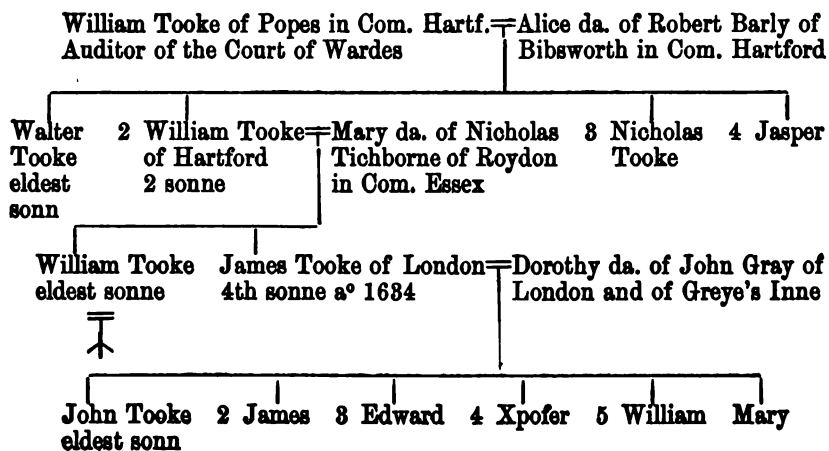 William Tooke of Popes in Com. Hartf.=Alice da. of Robert Barly of
Auditor of the Court of Wardes Bibsworth in Com. Hartford
Walter 2 William Tooke=Mary da. of Nicholas 3 Nicholas 4 Jasper
Tooke of Hartford Tichborne of Roydon Tooke
eldest 2 sonne in Com. Essex
sonn
William Tooke James Tooke of London=Dorothy da. of John Gray of
eldest sonne 4th sonne aº 1634 London and of Greye's Inne
John Tooke 2 James 3 Edward 4 Xpofer 5 William Mary
eldest sonn